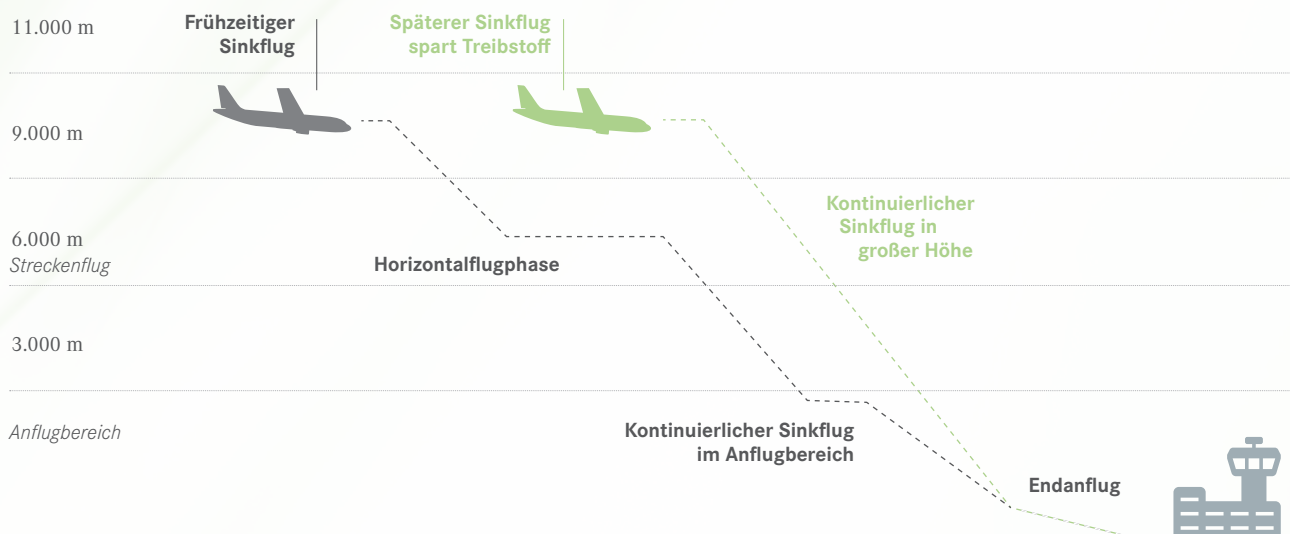 11.000 m
Frühzeitiger
Sinkflug
Späterer Sinkflug
spart Treibstoff
9.000 m
Kontinuierlicher
Sinkflug in
großer Höhe
6.000 m
Streckenflug
Horizontalflugphase
3.000 m
Anflugbereich
Kontinuierlicher Sinkflug
im Anflugbereich
Endanflug